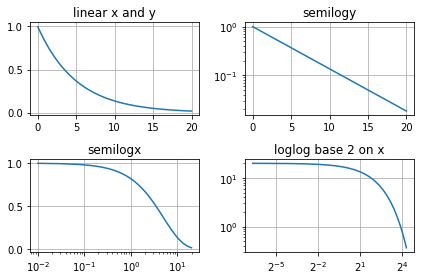 linear x and y
1.0
0.5
0.0
0 5 10 15 20
semilogy
10⁰
10⁻¹
0 5 10 15 20
semilogx
1.0
0.5
0.0
10⁻² 10⁻¹ 10⁰ 10¹
loglog base 2 on x
10¹
10⁰
2⁻⁵ 2⁻² 2¹ 2⁴